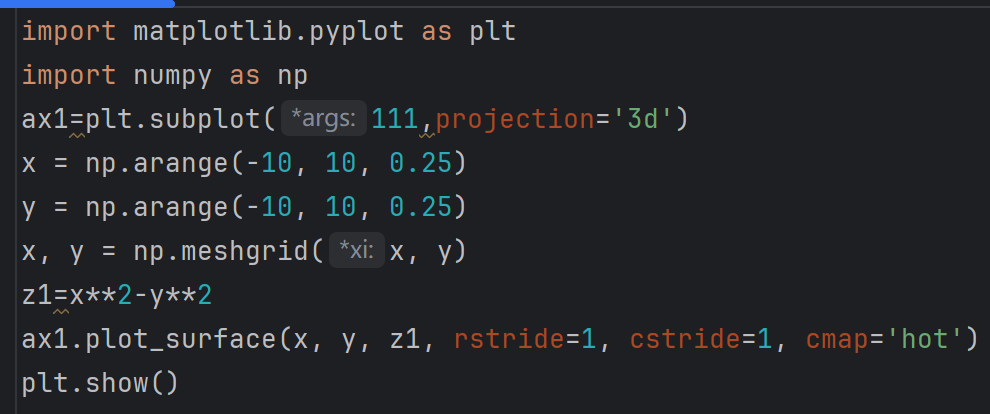 import matplotlib.pyplot as plt
import numpy as np
ax1=plt.subplot( *args: 111,projection='3d')
x = np.arange(-10, 10, 0.25)
y = np.arange(-10, 10, 0.25)
x, y = np.meshgrid( *xi: x, y)
z1=x**2-y**2
ax1.plot_surface(x, y, z1, rstride=1, cstride=1, cmap='hot')
plt.show()